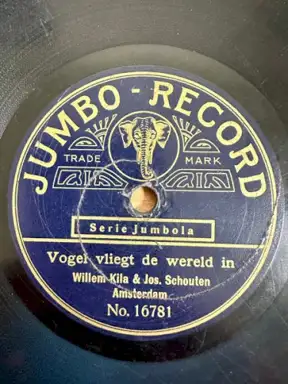 JUMBO-RECORD
TRADE MARK
Serie Jumbola
Vogel vliegt de wereld in
Willem Kila & Jos. Schouten
Amsterdam
No. 16781